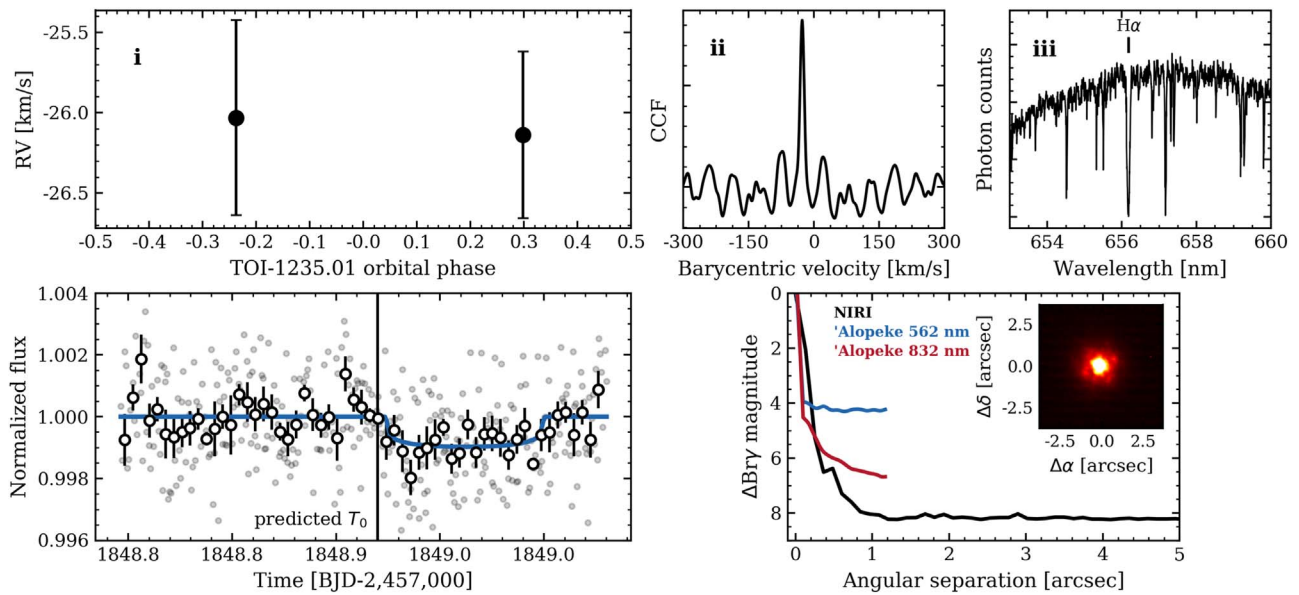 -25.5
-26.0
-26.5
RV [km/s]
i
-0.5 -0.4 -0.3 -0.2 -0.1 -0.0 0.1 0.2 0.3 0.4 0.5
TOI-1235.01 orbital phase
CCF
ii
-300 -150 0 150 300
Barycentric velocity [km/s]
Photon counts
iii
Hα
654 656 658 660
Wavelength [nm]
1.004
1.002
1.000
0.998
0.996
Normalized flux
predicted T0
1848.8 1848.8 1848.9 1849.0 1849.0
Time [BJD-2,457,000]
0
2
4
6
8
ΔBrγ magnitude
NIRI
'Alopeke 562 nm
'Alopeke 832 nm
2.5
0.0
-2.5
Δδ [arcsec]
-2.5 0.0 2.5
Δα [arcsec]
0 1 2 3 4 5
Angular separation [arcsec]